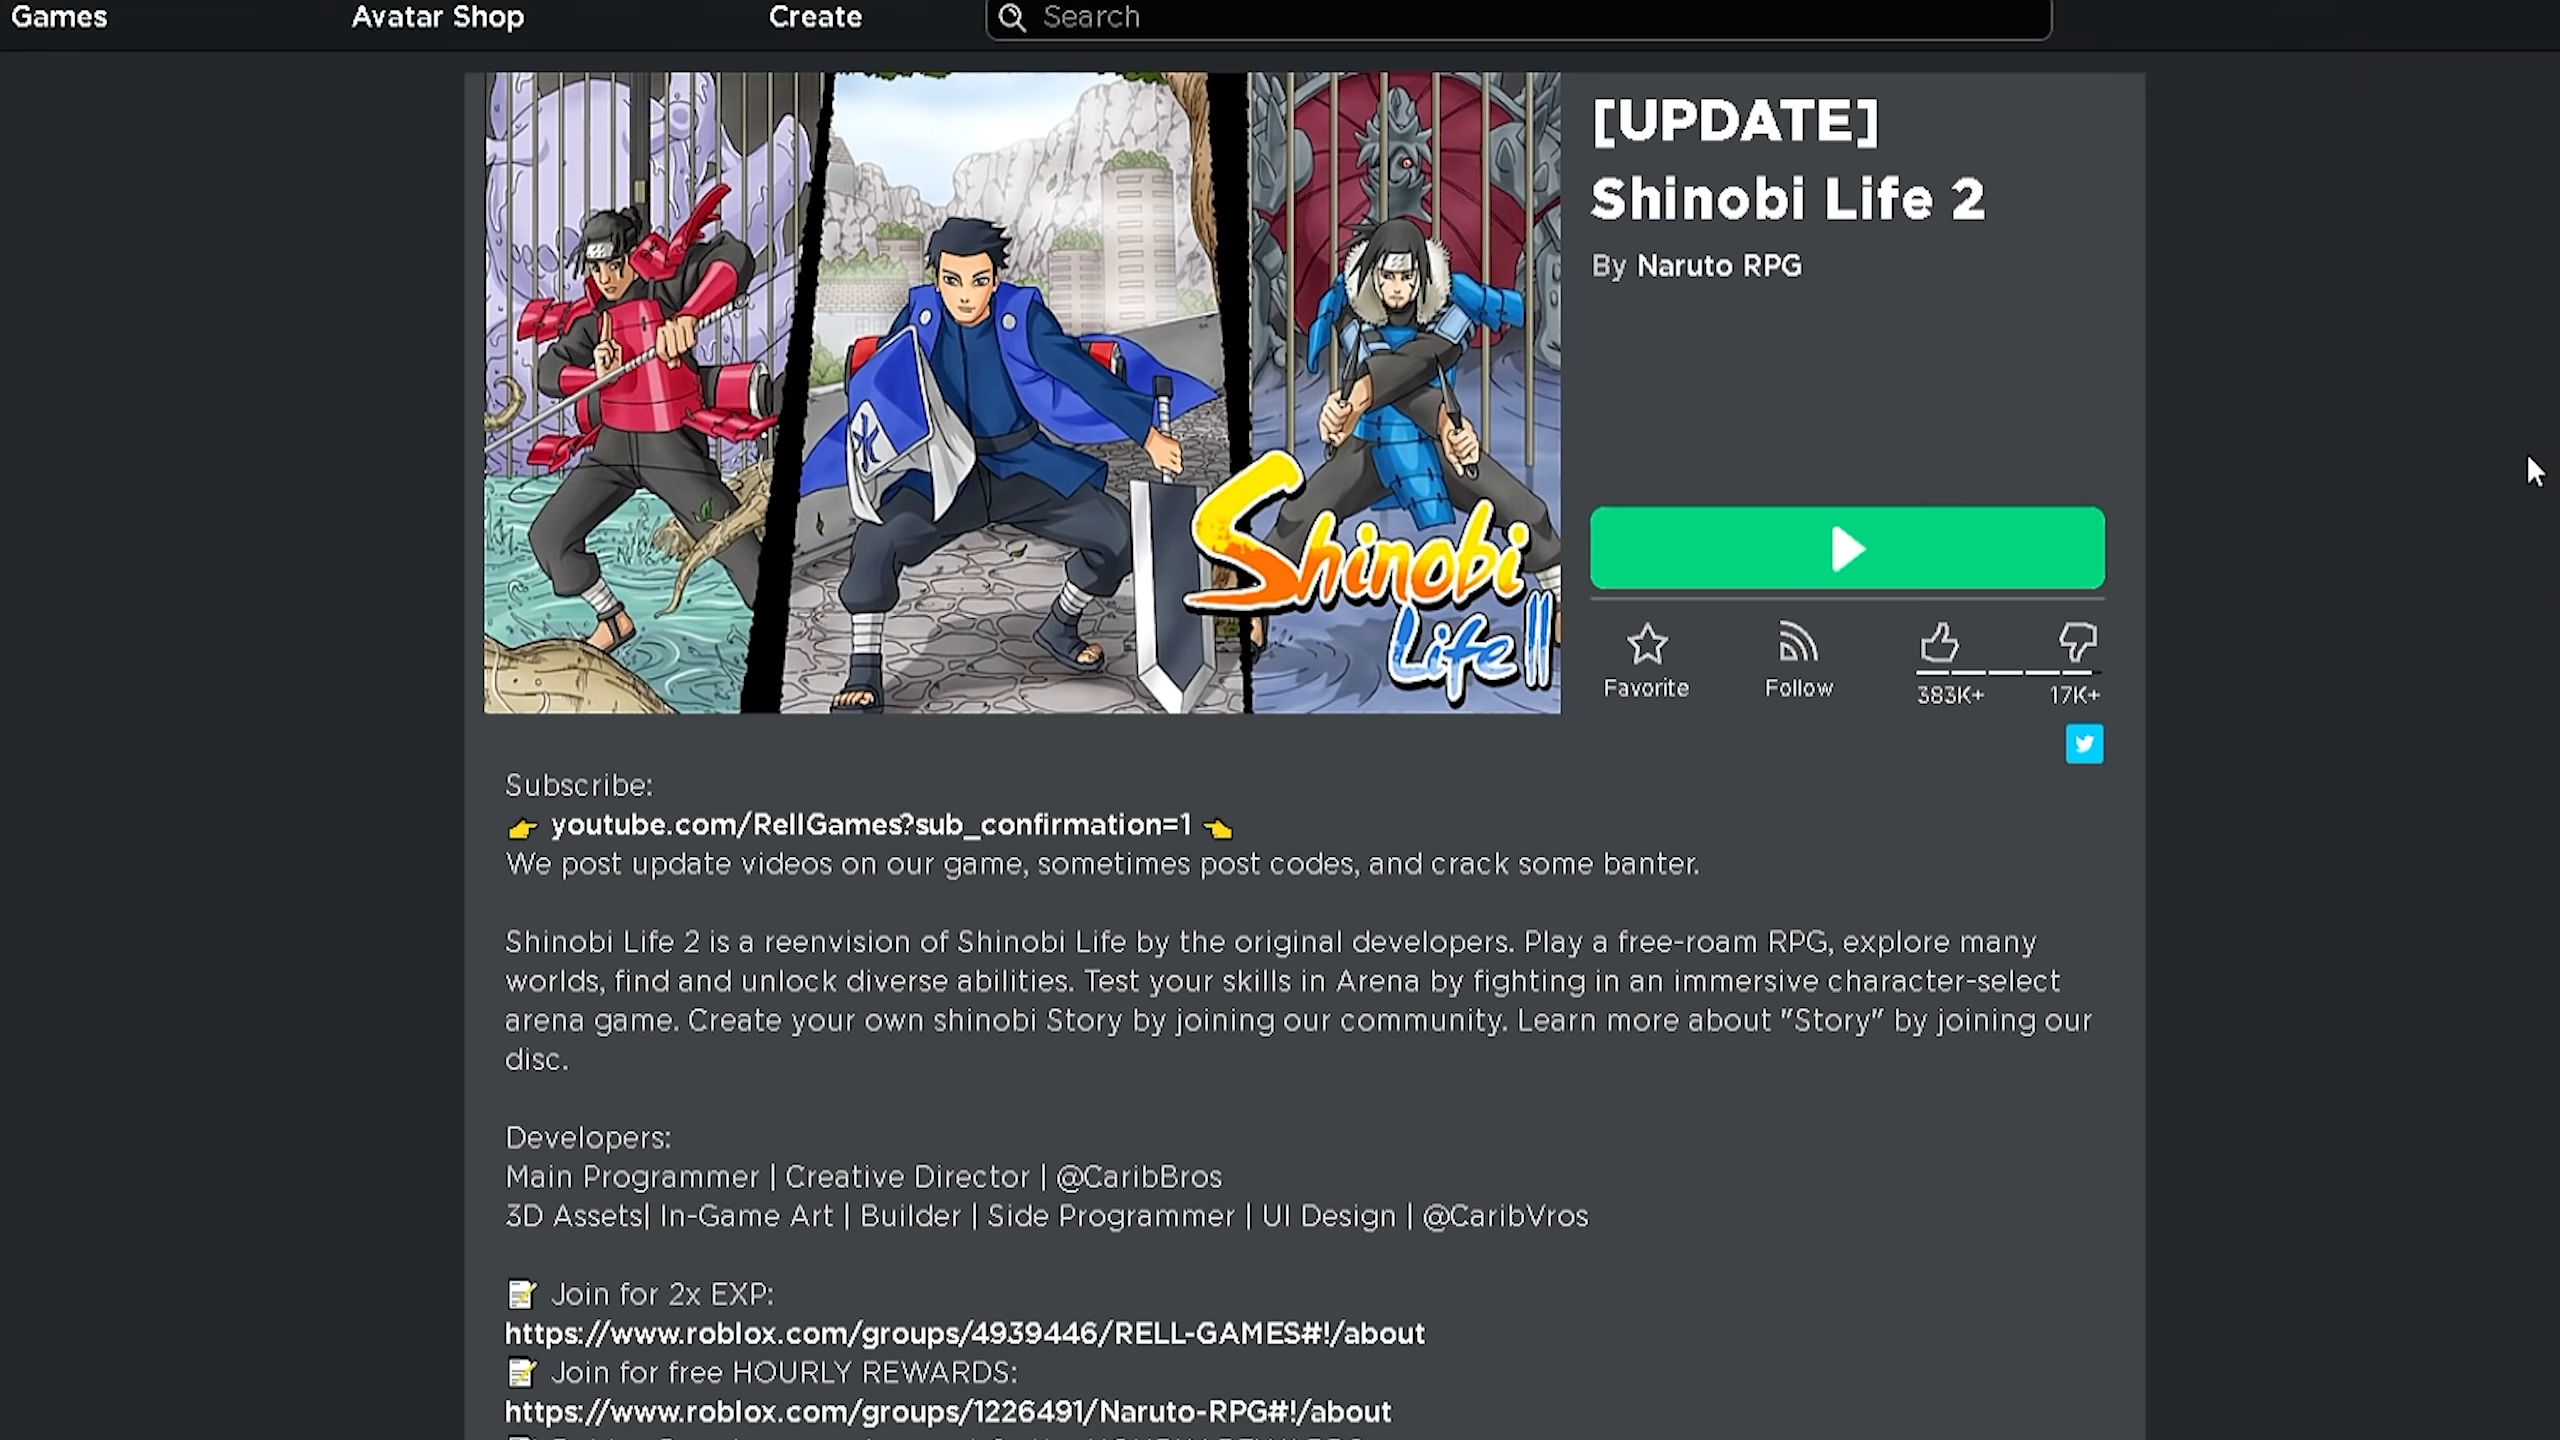 Games
Avatar Shop
Create
Search
[UPDATE]
Shinobi Life 2
By Naruto RPG
Shinobi
Life II
Favorite
Follow
383K+
17K+
Subscribe:
👉 youtube.com/RellGames?sub_confirmation=1 👈
We post update videos on our game, sometimes post codes, and crack some banter.
Shinobi Life 2 is a reenvision of Shinobi Life by the original developers. Play a free-roam RPG, explore many
worlds, find and unlock diverse abilities. Test your skills in Arena by fighting in an immersive character-select
arena game. Create your own shinobi Story by joining our community. Learn more about "Story" by joining our
disc.
Developers:
Main Programmer | Creative Director | @CaribBros
3D Assets| In-Game Art | Builder | Side Programmer | UI Design | @CaribVros
📝 Join for 2x EXP:
https://www.roblox.com/groups/4939446/RELL-GAMES#!/about
📝 Join for free HOURLY REWARDS:
https://www.roblox.com/groups/1226491/Naruto-RPG#!/about